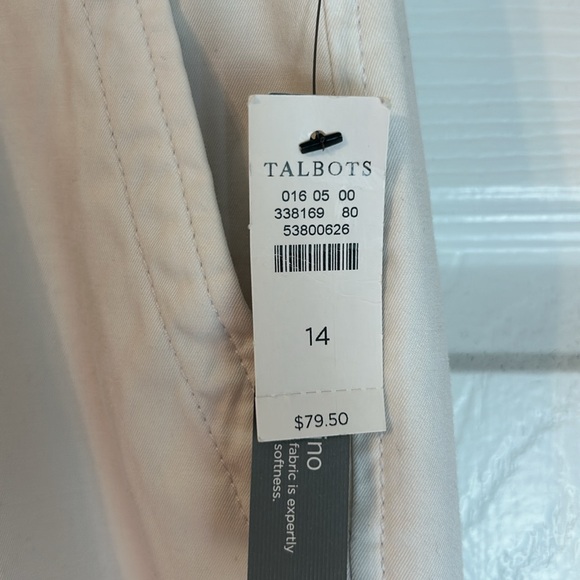 TALBOTS
016 05 00
338169 80
53800626
14
$79.50
no
fabric is expertly
softness.